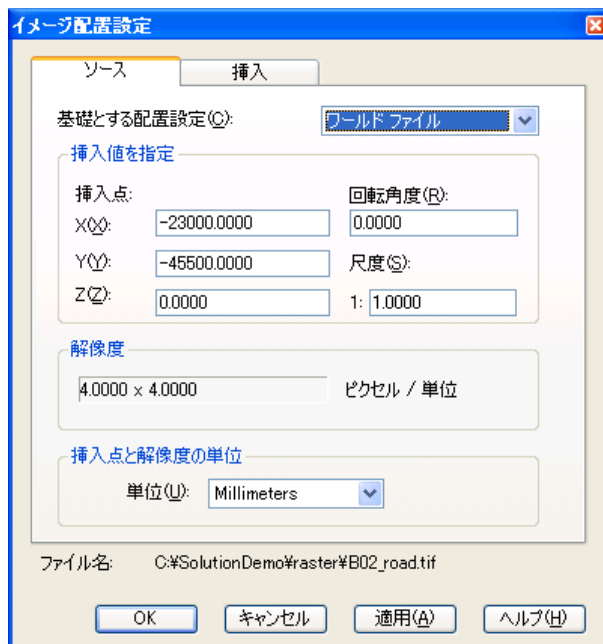 イメージ配置設定
ソース 挿入
基礎とする配置設定(C): ワールド ファイル
挿入値を指定
挿入点: 回転角度(R):
X(X): -23000.0000 0.0000
Y(Y): -45500.0000 尺度(S):
Z(Z): 0.0000 1: 1.0000
解像度
4.0000 x 4.0000 ピクセル / 単位
挿入点と解像度の単位
単位(U): Millimeters
ファイル名: C:¥SolutionDemo¥raster¥B02_road.tif
OK キャンセル 適用(A) ヘルプ(H)